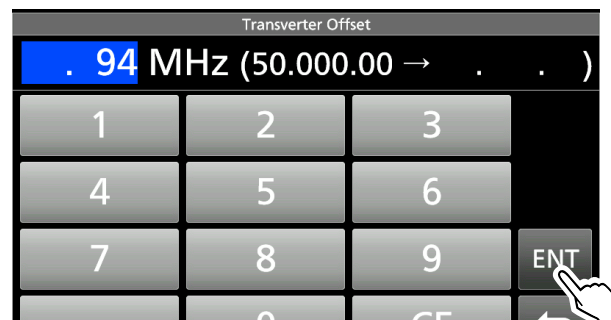 Transverter Offset
. 94 MHz (50.000.00 → . . )
1 2 3
4 5 6
7 8 9 ENT